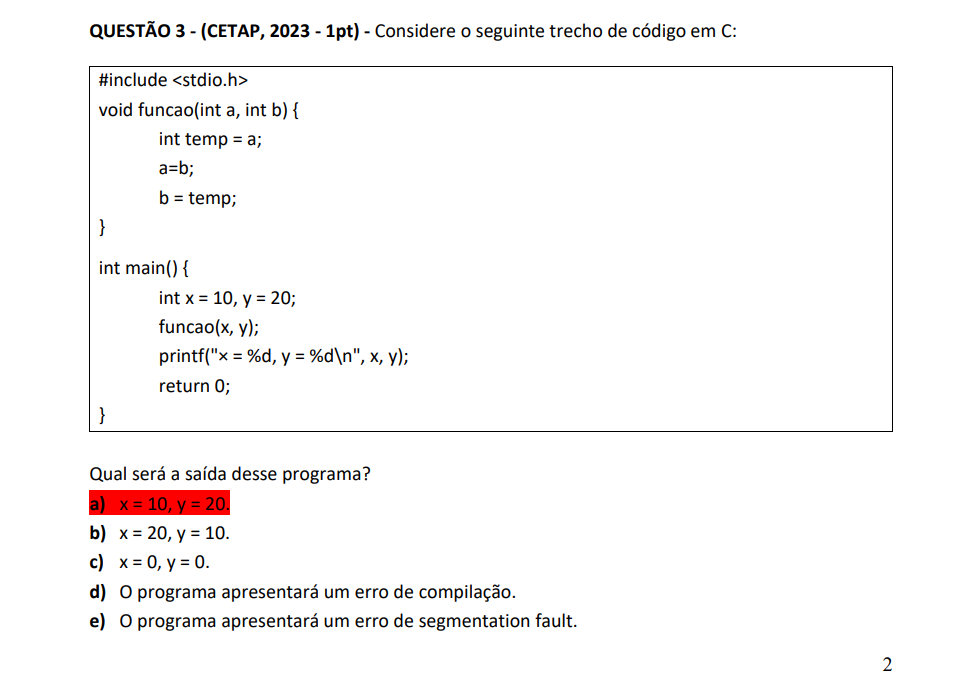 QUESTÃO 3 - (CETAP, 2023 - 1pt) - Considere o seguinte trecho de código em C:
#include <stdio.h>
void funcao(int a, int b) {
int temp = a;
a=b;
b = temp;
}
int main() {
int x = 10, y = 20;
funcao(x, y);
printf("× = %d, y = %d\n", x, y);
return 0;
}
Qual será a saída desse programa?
a) x = 10, y = 20.
b) x = 20, y = 10.
c) x = 0, y = 0.
d) O programa apresentará um erro de compilação.
e) O programa apresentará um erro de segmentation fault.
2